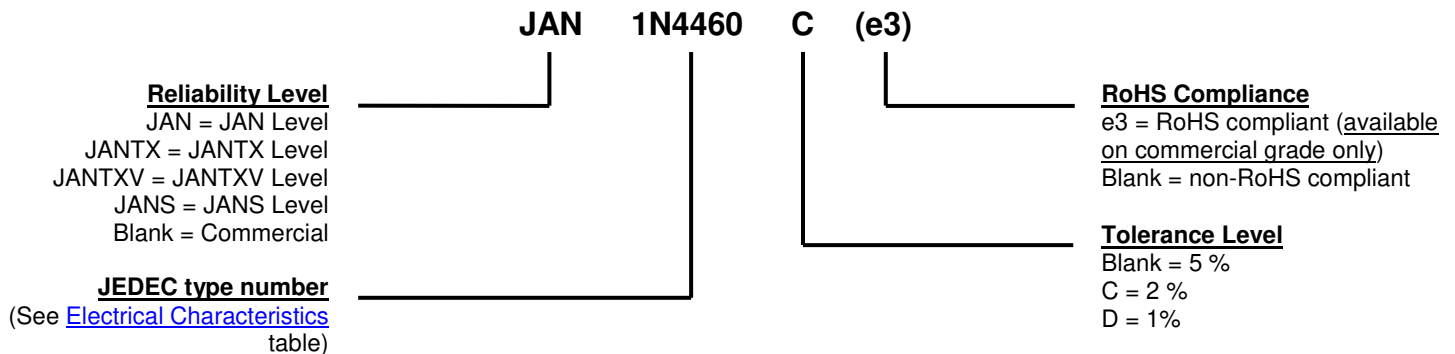 JAN 1N4460 C (e3)
Reliability Level
JAN = JAN Level
JANTX = JANTX Level
JANTXV = JANTXV Level
JANS = JANS Level
Blank = Commercial
JEDEC type number
(See Electrical Characteristics
table)
RoHS Compliance
e3 = RoHS compliant (available
on commercial grade only)
Blank = non-RoHS compliant
Tolerance Level
Blank = 5 %
C = 2 %
D = 1%